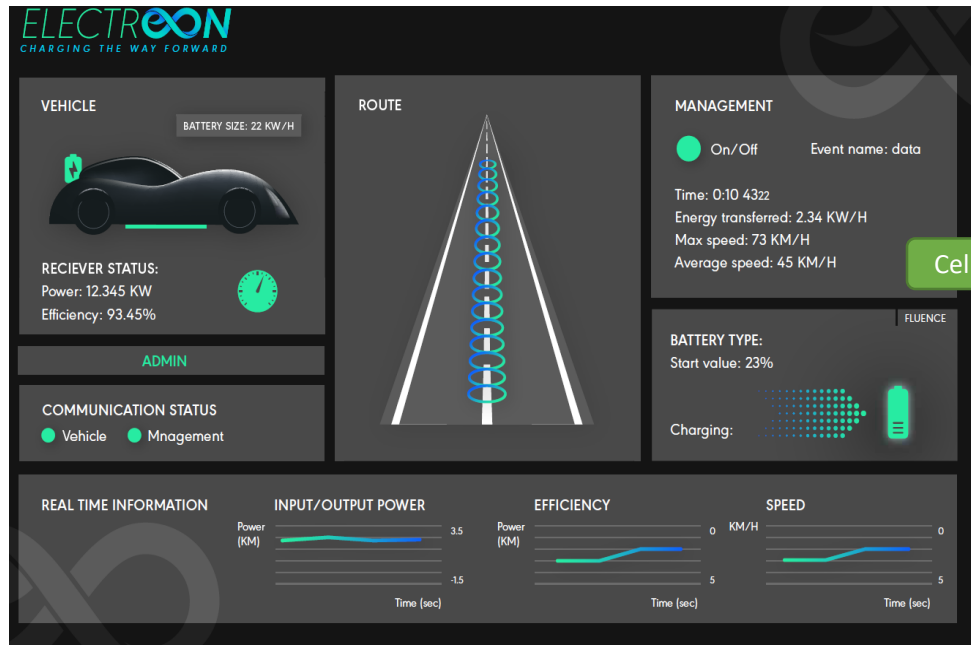 ELECTREON
CHARGING THE WAY FORWARD
VEHICLE
BATTERY SIZE: 22 KW/H
RECIEVER STATUS:
Power: 12.345 KW
Efficiency: 93.45%
ADMIN
COMMUNICATION STATUS
Vehicle
Mnagement
ROUTE
MANAGEMENT
On/Off
Event name: data
Time: 0:10 4322
Energy transferred: 2.34 KW/H
Max speed: 73 KM/H
Average speed: 45 KM/H
Cel
FLUENCE
BATTERY TYPE:
Start value: 23%
Charging:
REAL TIME INFORMATION
INPUT/OUTPUT POWER
Power
(KM)
3.5
-1.5
Time (sec)
EFFICIENCY
Power
(KM)
0
5
Time (sec)
SPEED
KM/H
0
5
Time (sec)